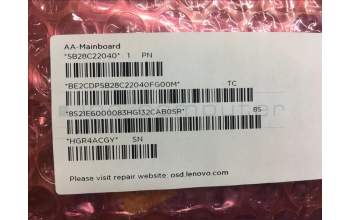 AA-Mainboard
*5B28C22040* 1 PN
*BE2CDP5B28C22040FG00M* TC
*8S21E6000083HG132CAB0SR* 8S
*HGR4ACGY* SN
Please visit repair website: osd.lenovo.com